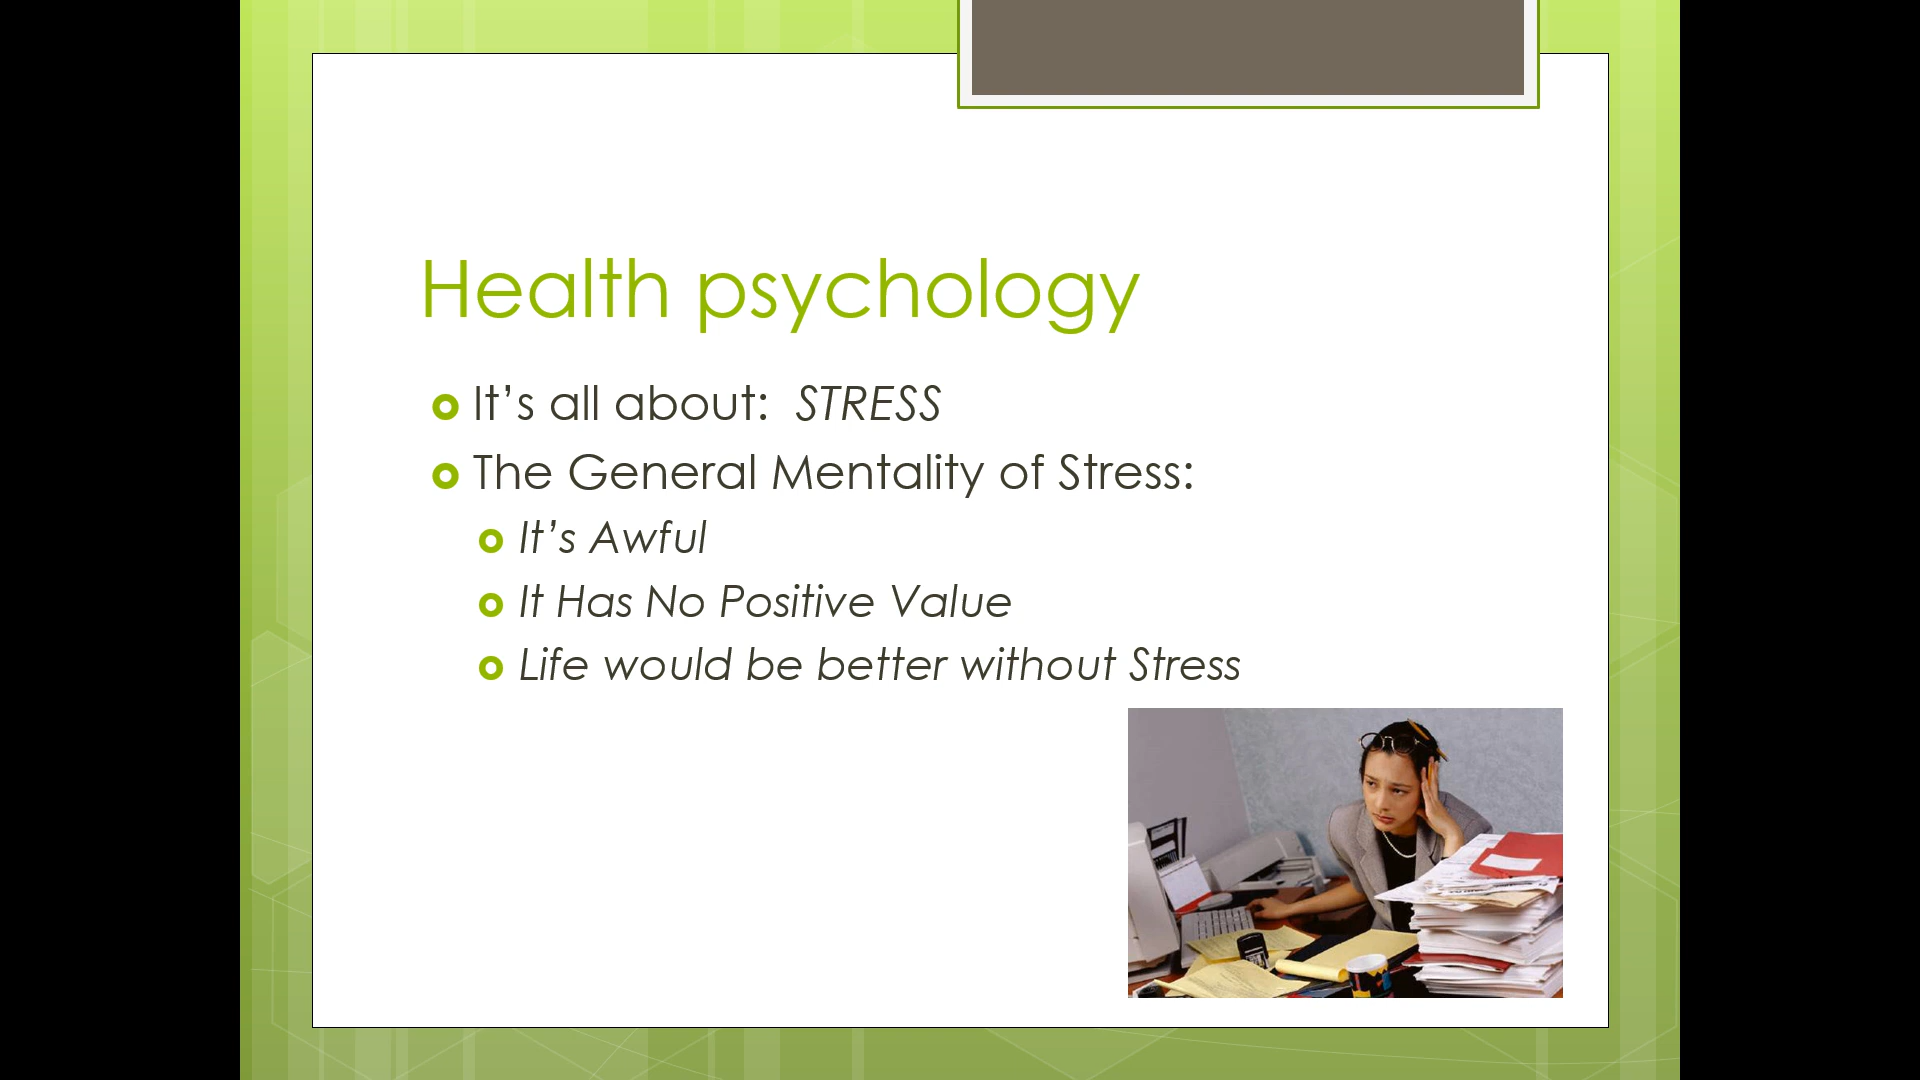 Health psychology
It’s all about:  STRESS
The General Mentality of Stress:
It’s Awful
It Has No Positive Value
Life would be better without Stress